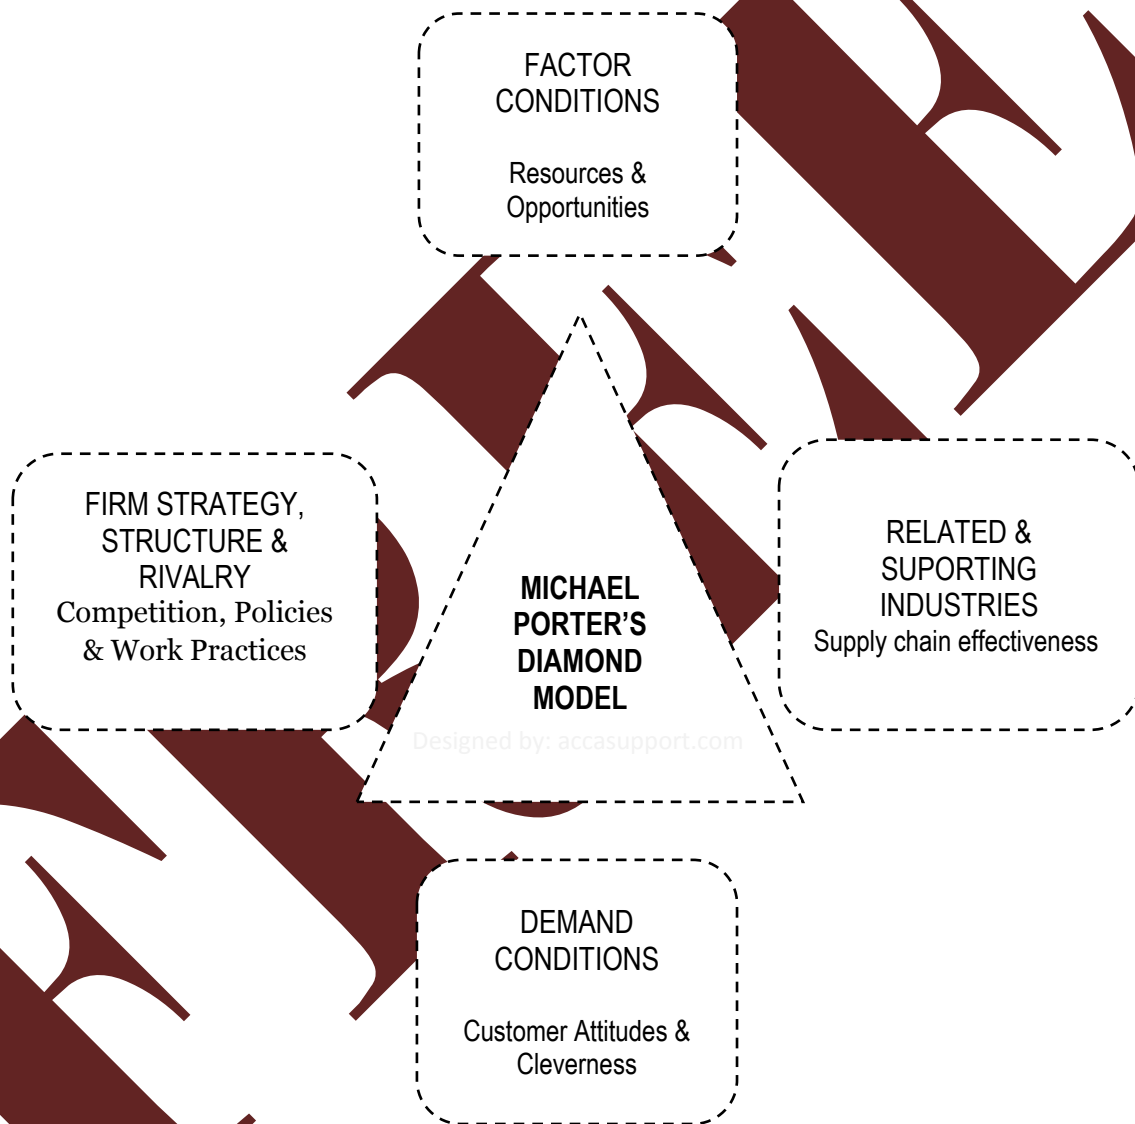 FACTOR
CONDITIONS
Resources &
Opportunities
FIRM STRATEGY,
STRUCTURE &
RIVALRY
Competition, Policies
& Work Practices
MICHAEL
PORTER’S
DIAMOND
MODEL
Designed by: accasupport.com
RELATED &
SUPORTING
INDUSTRIES
Supply chain effectiveness
DEMAND
CONDITIONS
Customer Attitudes &
Cleverness